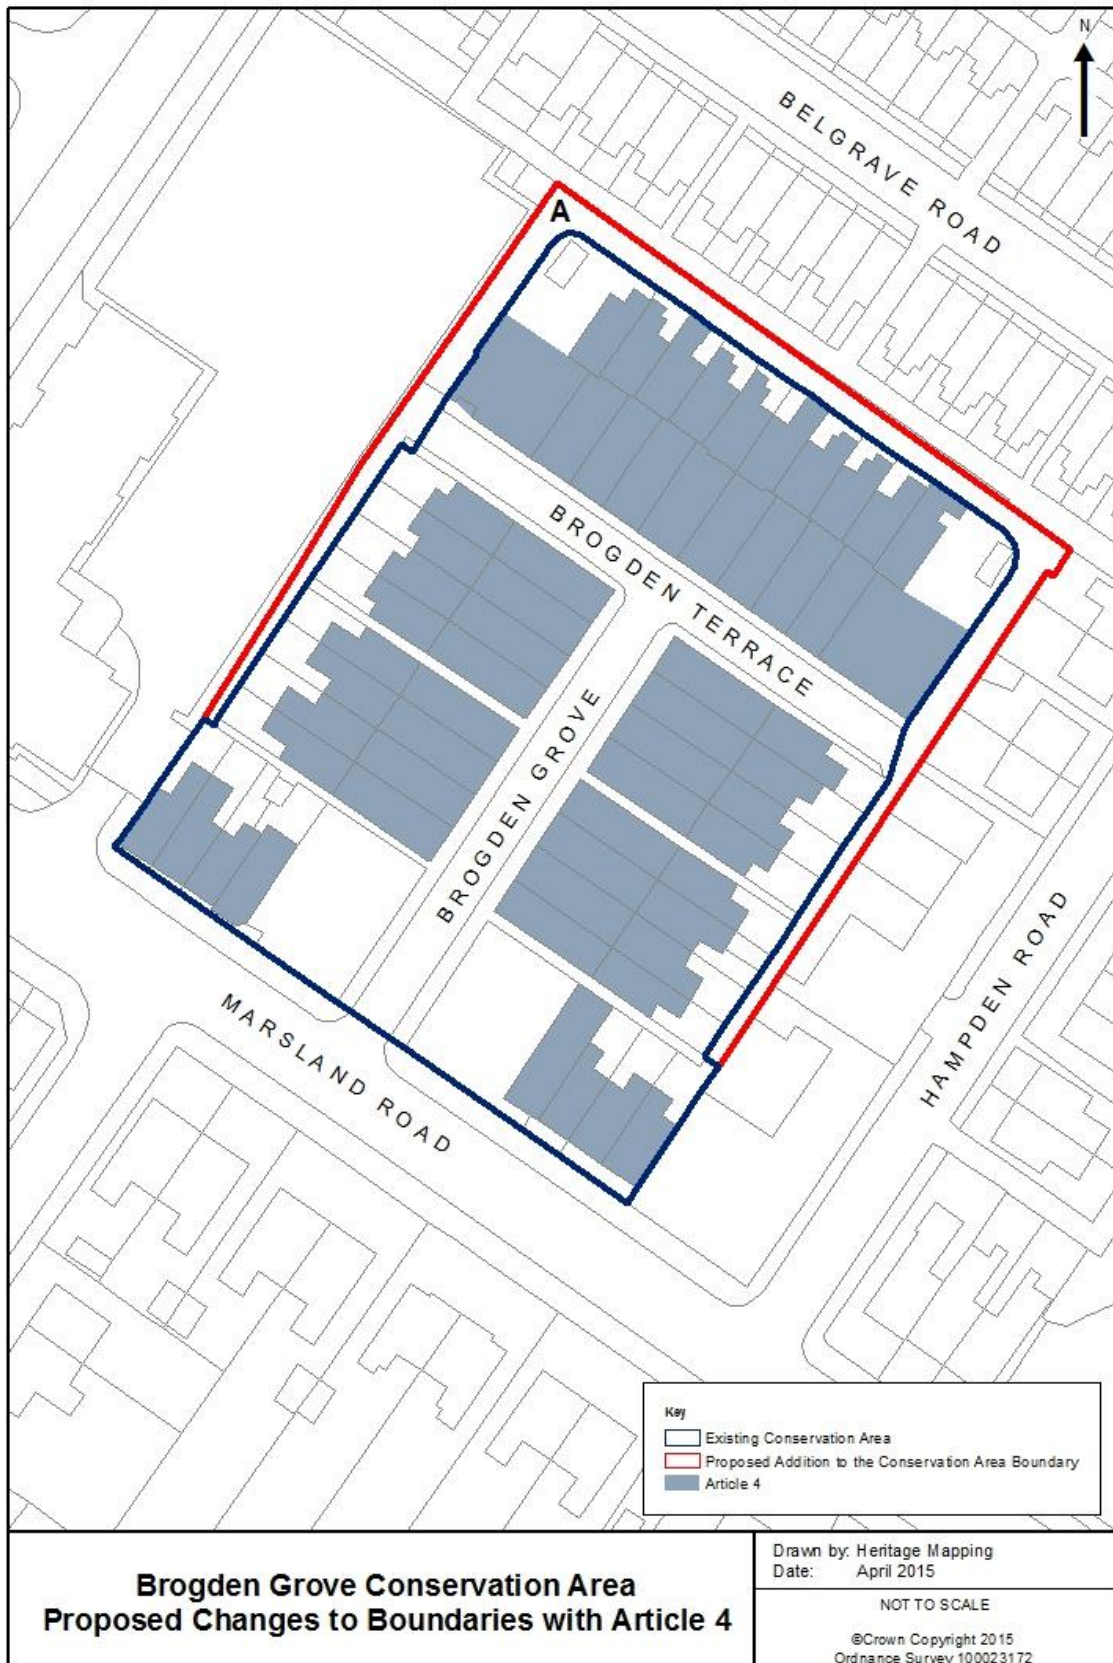 N
BELGRAVE ROAD
A
BROGDEN TERRACE
BROGDEN GROVE
HAMPDEN ROAD
MARSLAND ROAD
Key
Existing Conservation Area
Proposed Addition to the Conservation Area Boundary
Article 4
Brogden Grove Conservation Area
Proposed Changes to Boundaries with Article 4
Drawn by: Heritage Mapping
Date: April 2015
NOT TO SCALE
©Crown Copyright 2015
Ordnance Survey 100023172